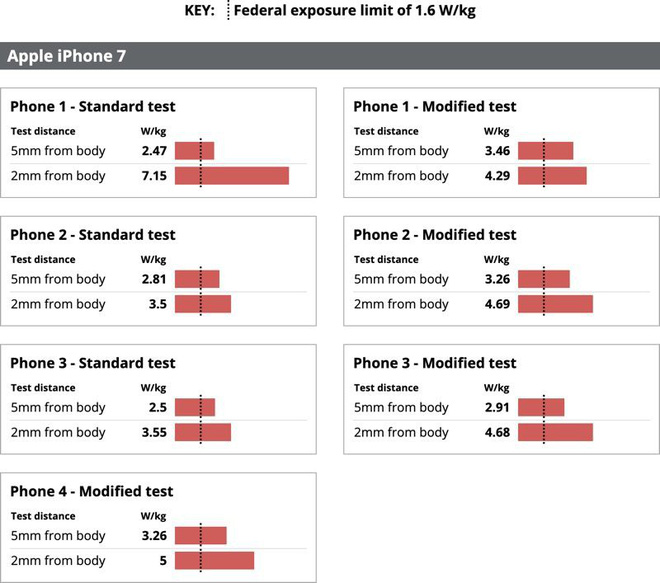 KEY: Federal exposure limit of 1.6 W/kg
Apple iPhone 7
Phone 1 - Standard test
Test distance W/kg
5mm from body 2.47
2mm from body 7.15
Phone 1 - Modified test
Test distance W/kg
5mm from body 3.46
2mm from body 4.29
Phone 2 - Standard test
Test distance W/kg
5mm from body 2.81
2mm from body 3.5
Phone 2 - Modified test
Test distance W/kg
5mm from body 3.26
2mm from body 4.69
Phone 3 - Standard test
Test distance W/kg
5mm from body 2.5
2mm from body 3.55
Phone 3 - Modified test
Test distance W/kg
5mm from body 2.91
2mm from body 4.68
Phone 4 - Modified test
Test distance W/kg
5mm from body 3.26
2mm from body 5